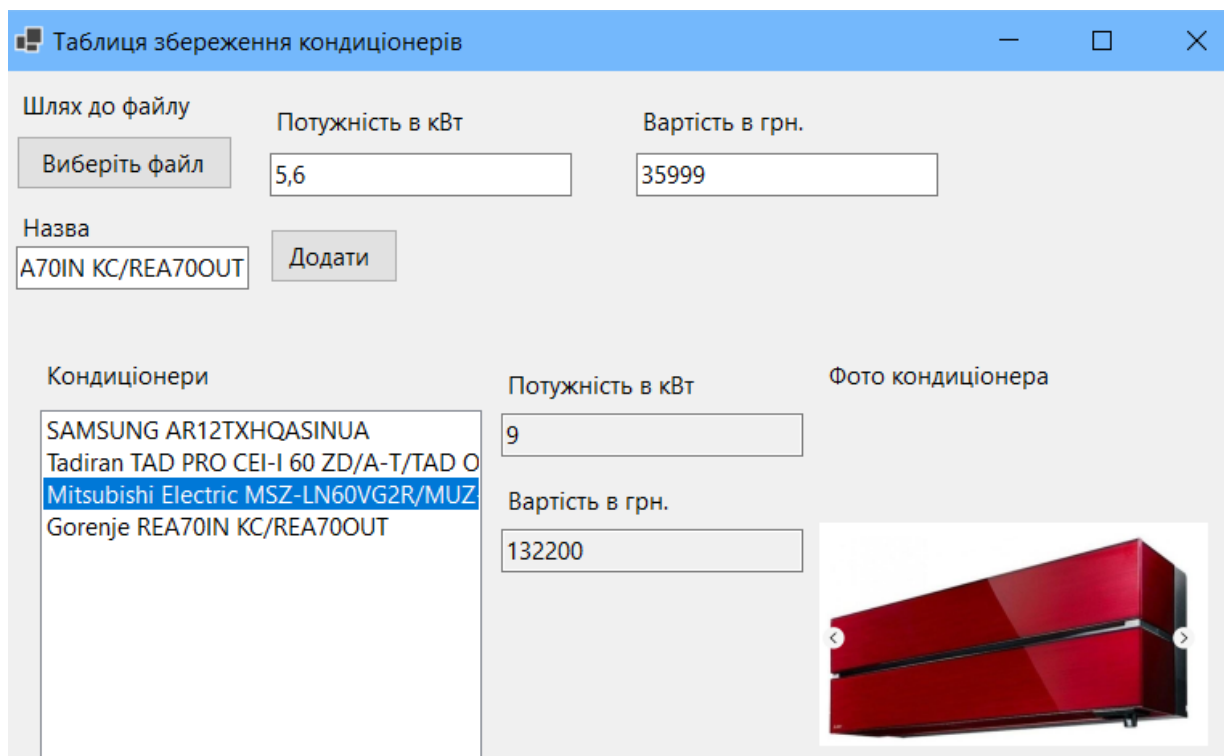 Таблиця збереження кондиціонерів
Шлях до файлу
Потужність в кВт
Вартість в грн.
Виберіть файл
5,6
35999
Назва
A70IN KC/REA70OUT
Додати
Кондиціонери
Потужність в кВт
Фото кондиціонера
SAMSUNG AR12TXHQASINUA
9
Tadiran TAD PRO CEI-I 60 ZD/A-T/TAD O
Mitsubishi Electric MSZ-LN60VG2R/MUZ-
Вартість в грн.
Gorenje REA70IN KC/REA70OUT
132200